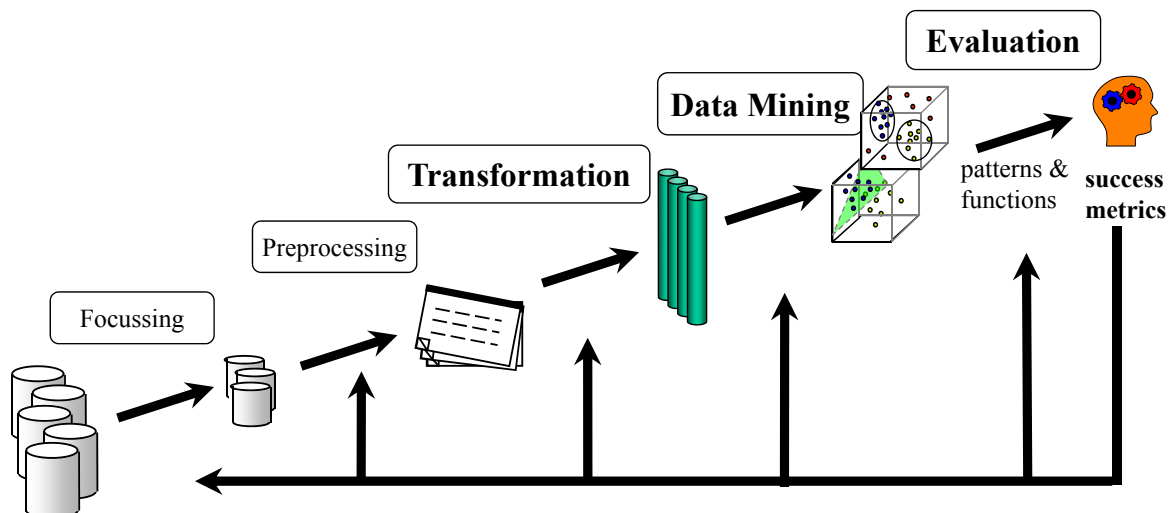 Focussing
Preprocessing
Transformation
Data Mining
Evaluation
patterns &
functions
success
metrics